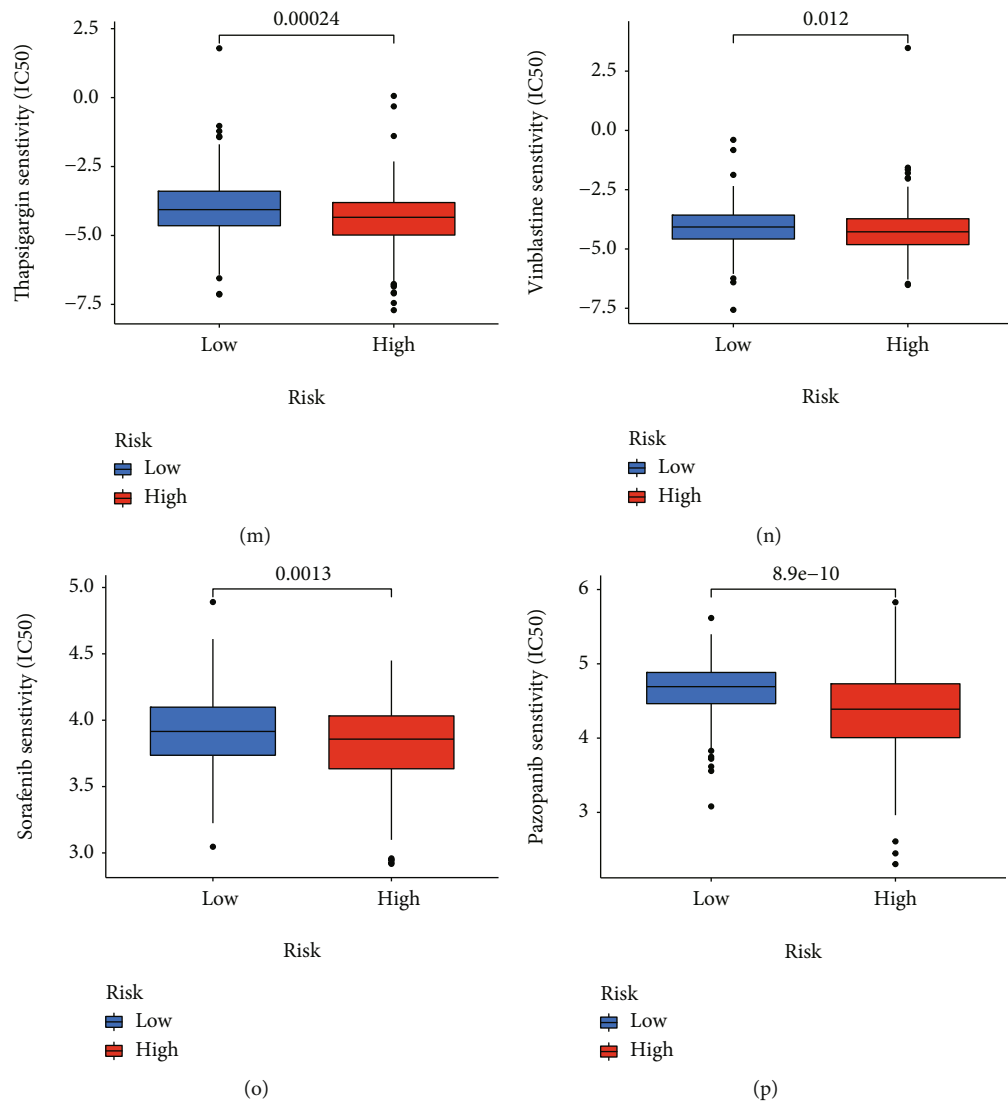 0.00024
2.5
0.0
−2.5
−5.0
−7.5
Thapsigargin senstivity (IC50)
Low
High
Risk
Risk
Low
High
(m)
0.012
2.5
0.0
−2.5
−5.0
−7.5
Vinblastine senstivity (IC50)
Low
High
Risk
Risk
Low
High
(n)
0.0013
5.0
4.5
4.0
3.5
3.0
Sorafenib senstivity (IC50)
Low
High
Risk
Risk
Low
High
(o)
8.9e−10
6
5
4
3
Pazopanib senstivity (IC50)
Low
High
Risk
Risk
Low
High
(p)